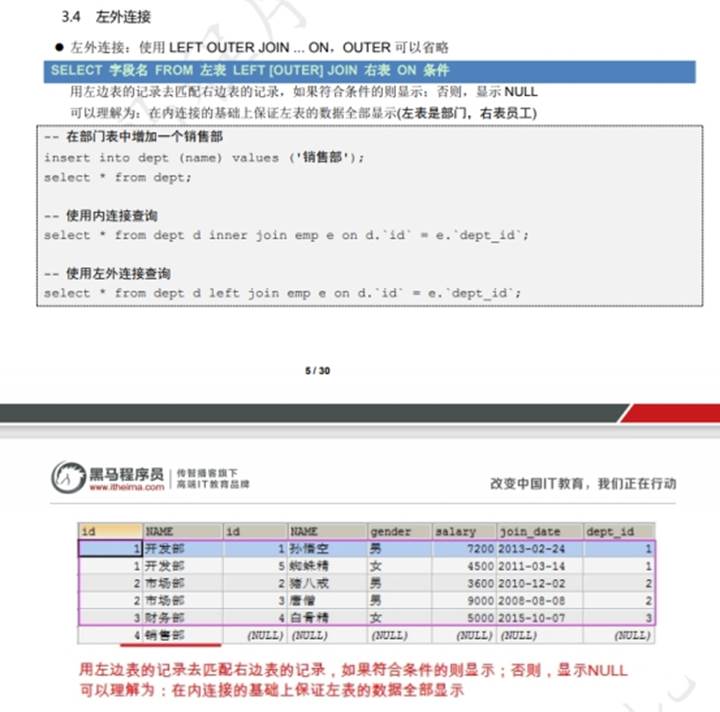 3.4 左外连接
● 左外连接：使用 LEFT OUTER JOIN ... ON，OUTER 可以省略
SELECT 字段名 FROM 左表 LEFT [OUTER] JOIN 右表 ON 条件
用左边表的记录去匹配右边表的记录，如果符合条件的则显示；否则，显示 NULL
可以理解为：在内连接的基础上保证左表的数据全部显示(左表是部门，右表员工)
-- 在部门表中增加一个销售部
insert into dept (name) values ('销售部');
select * from dept;
-- 使用内连接查询
select * from dept d inner join emp e on d.`id` = e.`dept_id`;
-- 使用左外连接查询
select * from dept d left join emp e on d.`id` = e.`dept_id`;
5 / 30
黑马程序员 传智播客旗下
www.itheima.com 高端IT教育品牌
改变中国IT教育，我们正在行动
id NAME id NAME gender salary join_date dept_id
1 开发部 1 孙悟空 男 7200 2013-02-24 1
1 开发部 5 蜘蛛精 女 4500 2011-03-14 1
2 市场部 2 猪八戒 男 3600 2010-12-02 2
2 市场部 3 唐僧 男 9000 2008-08-08 2
3 财务部 4 白骨精 女 5000 2015-10-07 3
4 销售部 (NULL) (NULL) (NULL) (NULL) (NULL) (NULL)
用左边表的记录去匹配右边表的记录，如果符合条件的则显示；否则，显示NULL
可以理解为：在内连接的基础上保证左表的数据全部显示